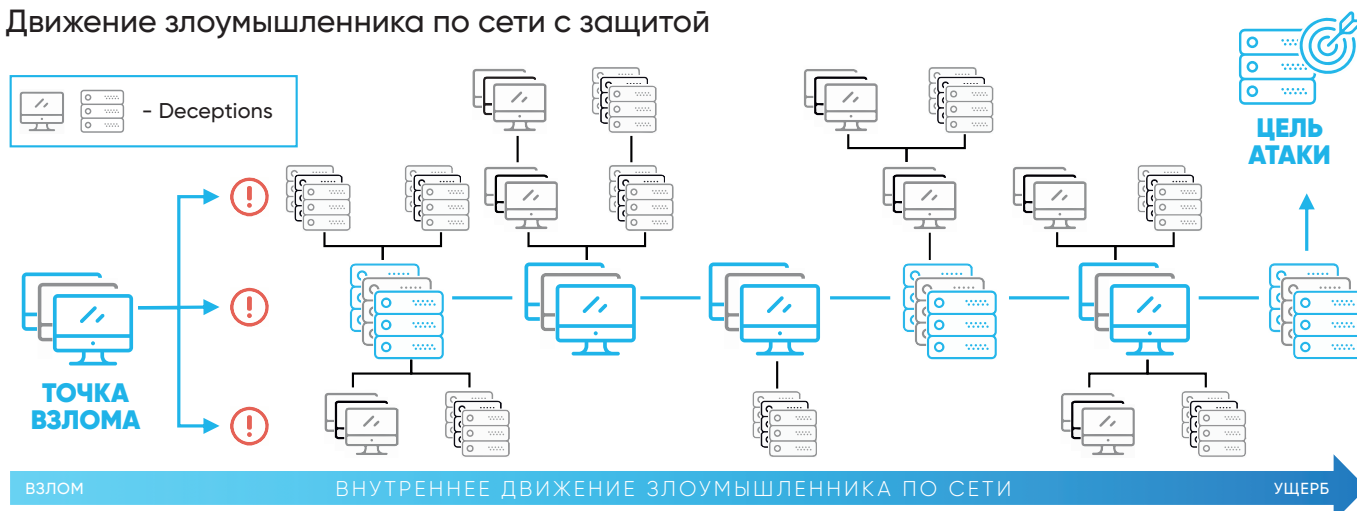 Движение злоумышленника по сети с защитой
- Deceptions
ЦЕЛЬ
АТАКИ
ТОЧКА
ВЗЛОМА
ВЗЛОМ
ВНУТРЕННЕЕ ДВИЖЕНИЕ ЗЛОУМЫШЛЕННИКА ПО СЕТИ
УЩЕРБ